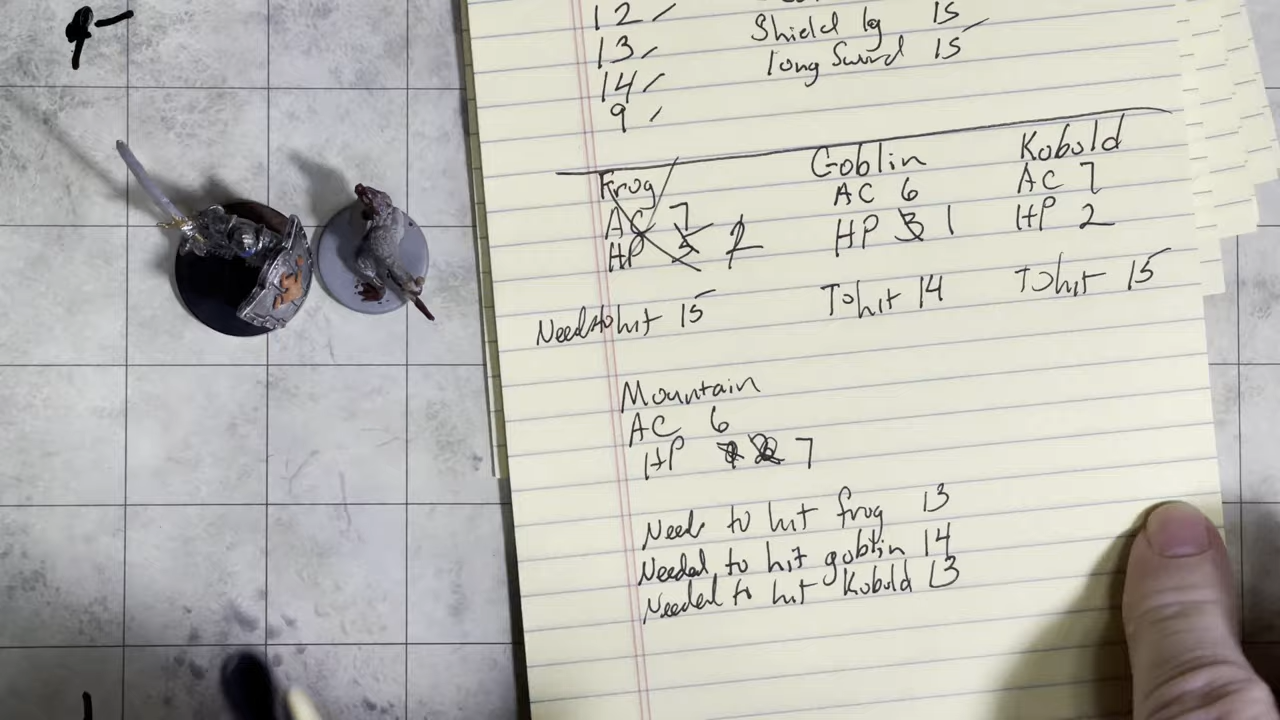 9
12
13
14
9
Shield lg 15
long Sword 15
Frog
AC 7
HP 2
Goblin
AC 6
HP 3 1
Kobold
AC 7
HP 2
Needs to hit 15
To hit 14
To hit 15
Mountain
AC 6
HP 7
Need to hit frog 13
Needed to hit goblin 14
Needed to hit Kobold 13